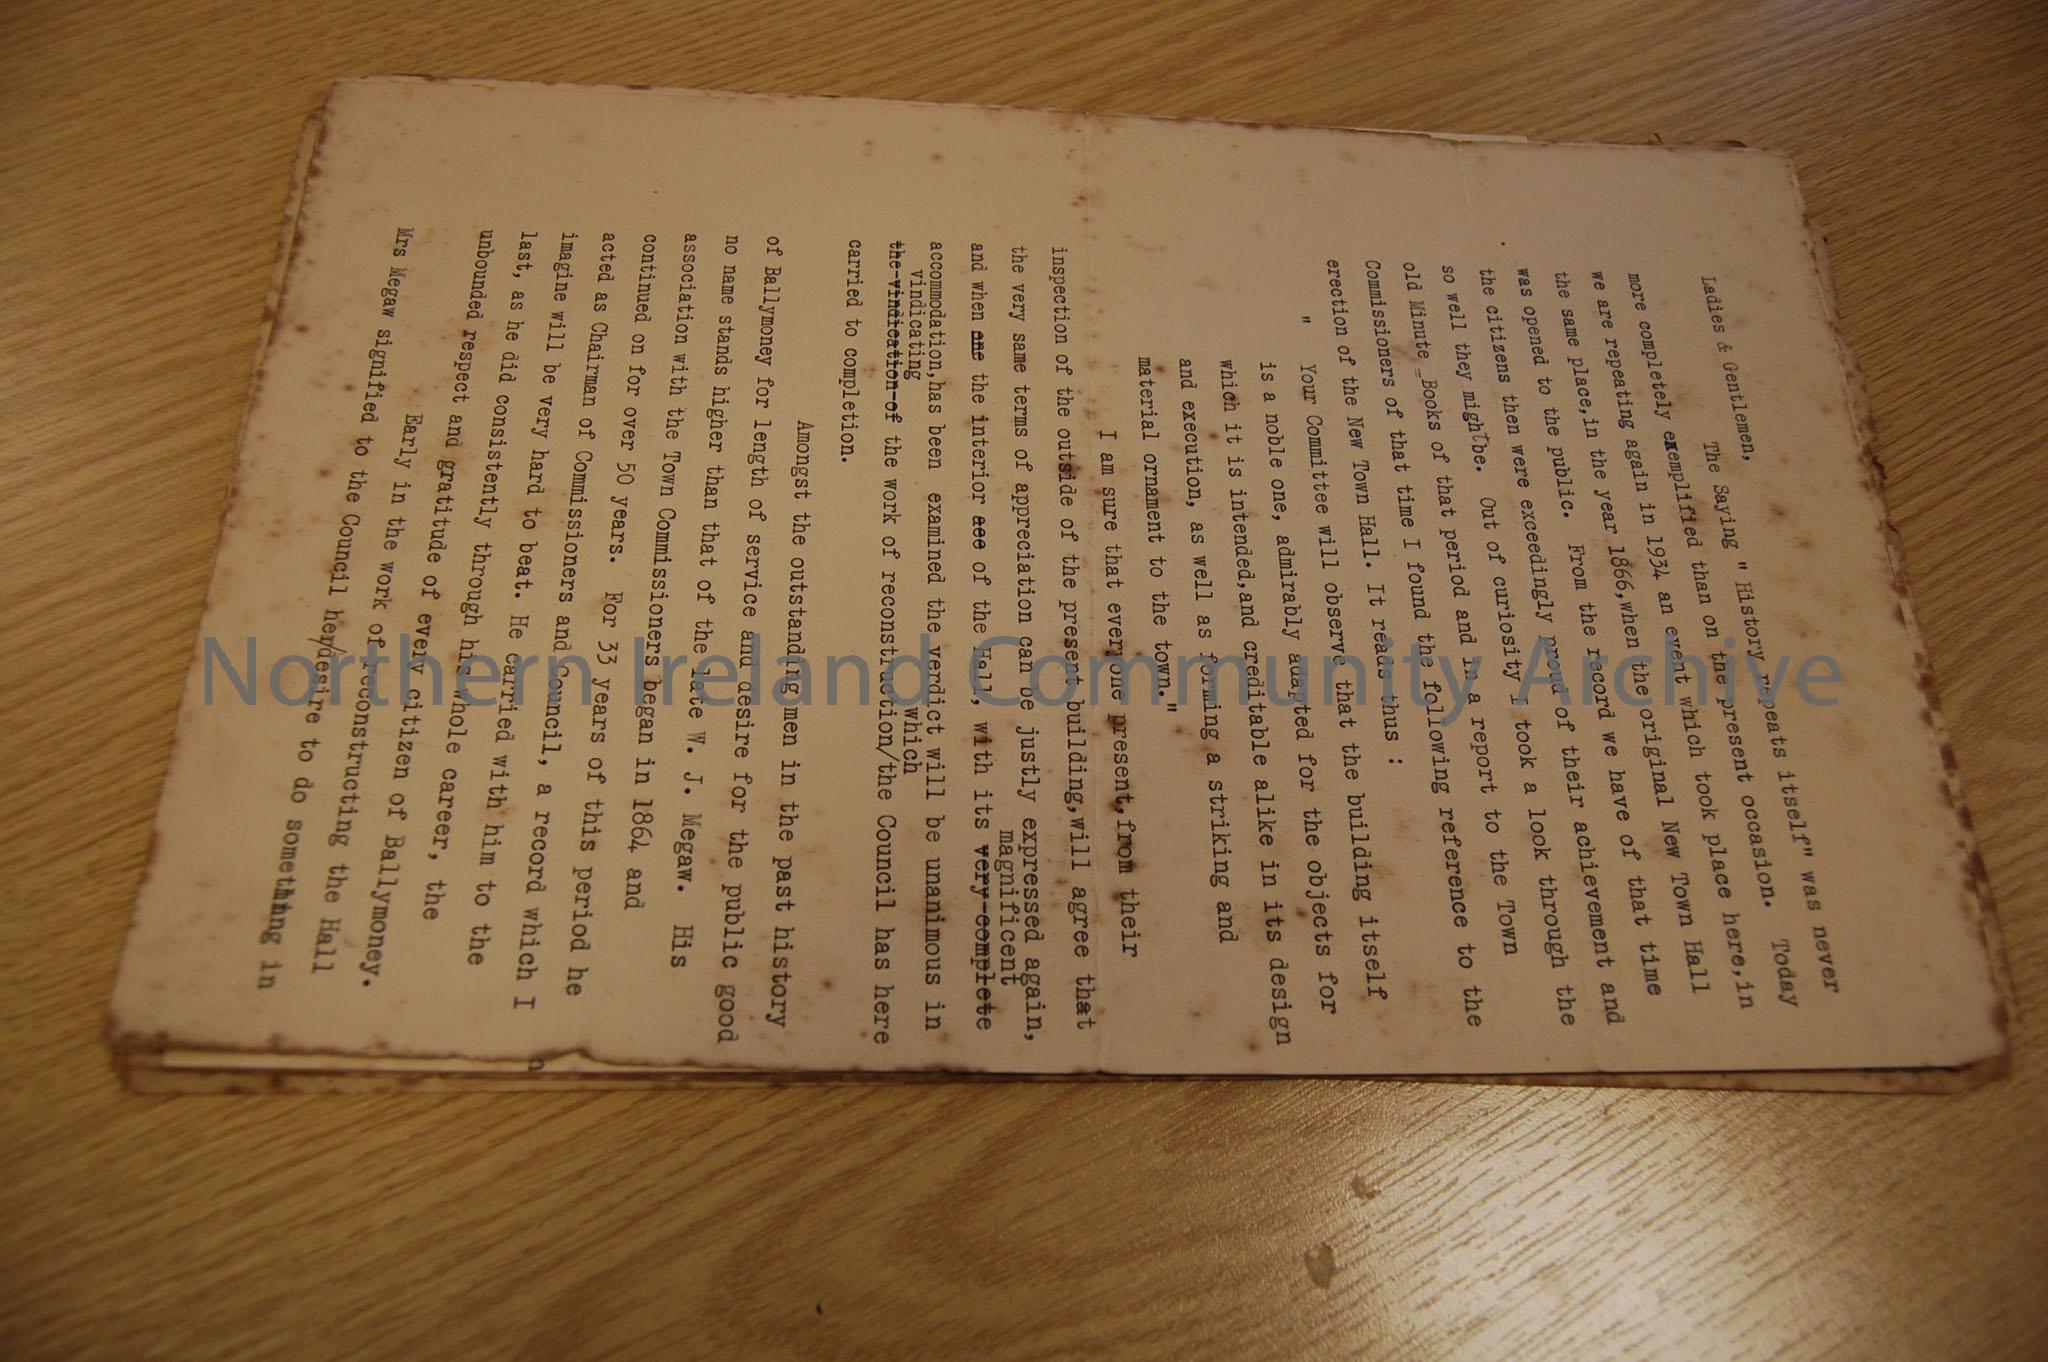 Ladies & Gentlemen,
The Saying " History repeats itself" was never
more completely exemplified than on the present occasion. Today
we are repeating again in 1934 an event which took place here,in
the same place,in the year 1866,when the original New Town Hall
was opened to the public. From the record we have of that time
the citizens then were exceedingly proud of their achievement and
so well they might be. Out of curiosity I took a look through the
old Minute Books of that period and in a report to the Town
Commissioners of that time I found the following reference to the
erection of the New Town Hall. It reads thus :
" Your Committee will observe that the building itself
is a noble one, admirably adapted for the objects for
which it is intended,and creditable alike in its design
and execution, as well as forming a striking and
material ornament to the town."
I am sure that everyone present,from their
inspection of the outside of the present building,will agree that
the very same terms of appreciation can be justly expressed again,
magnificent
and when one the interior aee of the Hall, with its very complete
accommodation,has been examined the verdict will be unanimous in
vindicating which
the vindication of the work of reconstruction/the Council has here
carried to completion.
Amongst the outstanding men in the past history
of Ballymoney for length of service and desire for the public good
no name stands higher than that of the late W. J. Megaw. His
association with the Town Commissioners began in 1864 and
continued on for over 50 years. For 33 years of this period he
acted as Chairman of Commissioners and Council, a record which I
imagine will be very hard to beat. He carried with him to the
last, as he did consistently through his whole career, the
unbounded respect and gratitude of every citizen of Ballymoney.
Early in the work of reconstructing the Hall
Mrs Megaw signified to the Council her/desire to do something in
n
Northern Ireland Community Archive